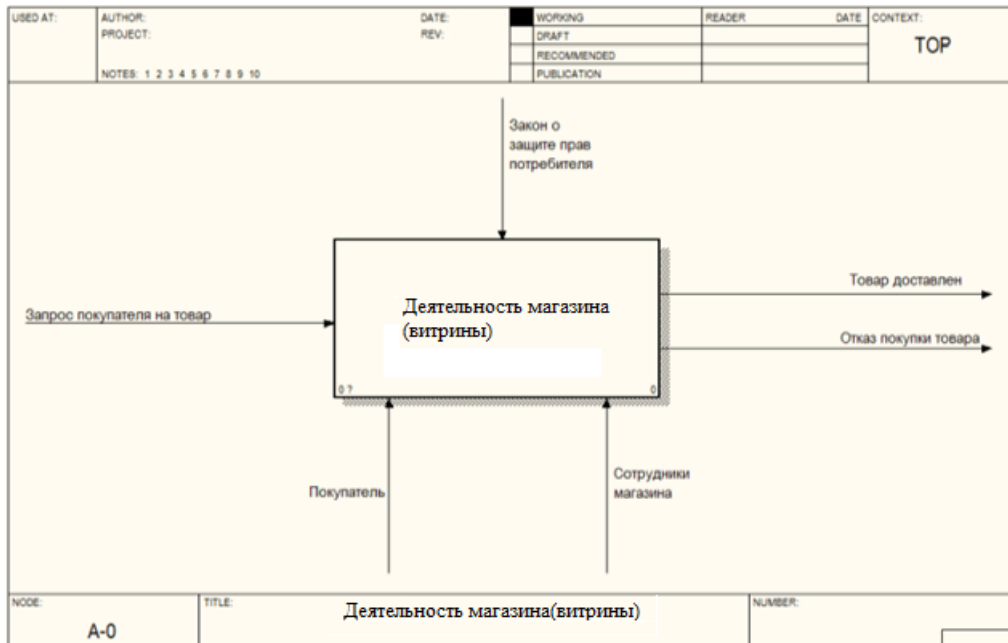 USED AT:
AUTHOR:
DATE:
WORKING
READER
DATE
CONTEXT:
PROJECT:
REV:
DRAFT
TOP
RECOMMENDED
NOTES: 1 2 3 4 5 6 7 8 9 10
PUBLICATION
Закон о
защите прав
потребителя
Товар доставлен
Запрос покупателя на товар
Деятельность магазина
(витрины)
Отказ покупки товара
0 ?
0
Покупатель
Сотрудники
магазина
NODE:
TITLE:
Деятельность магазина(витрины)
NUMBER:
A-0